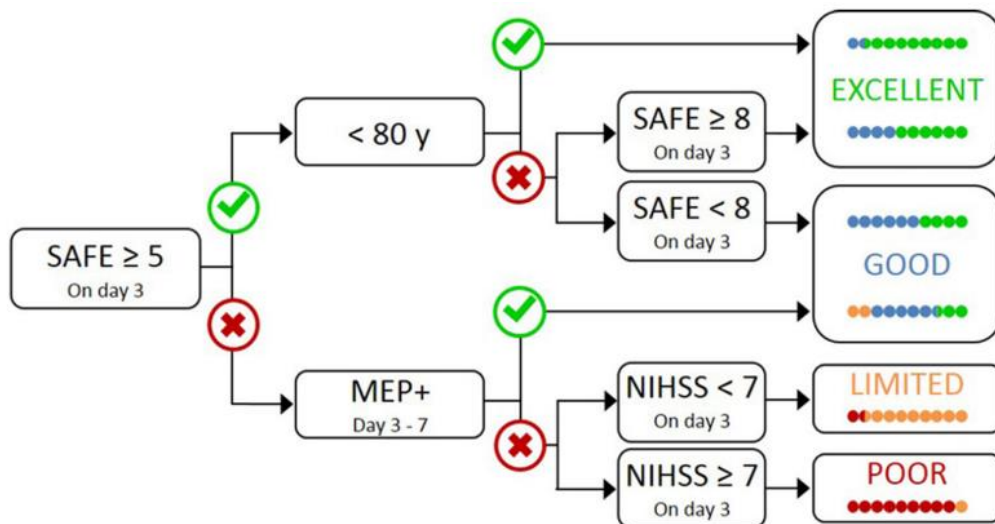 < 80 y
SAFE ≥ 8
On day 3
EXCELLENT
SAFE ≥ 5
On day 3
SAFE < 8
On day 3
GOOD
MEP+
Day 3 - 7
NIHSS < 7
On day 3
LIMITED
NIHSS ≥ 7
On day 3
POOR